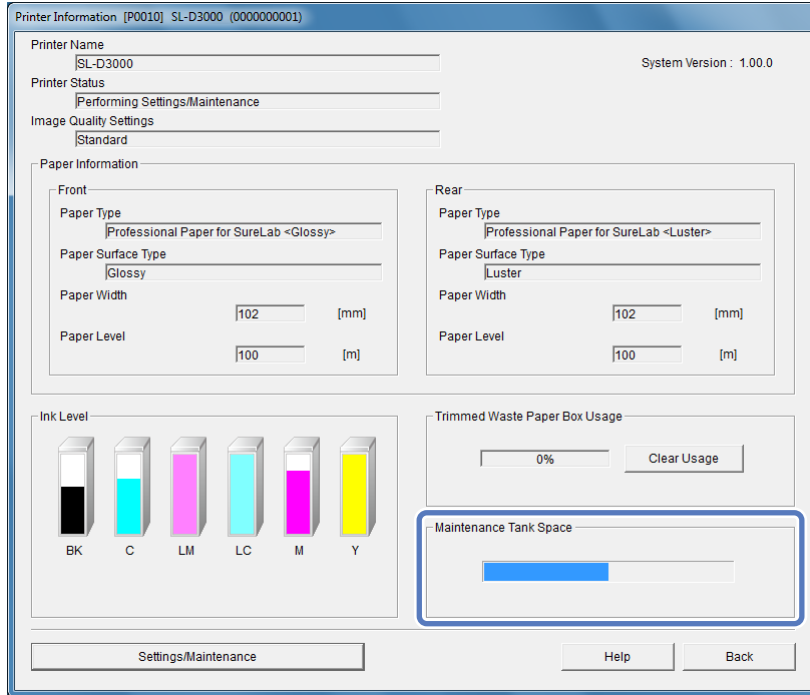 Printer Information [P0010] SL-D3000 (0000000001)
Printer Name
SL-D3000
System Version : 1.00.0
Printer Status
Performing Settings/Maintenance
Image Quality Settings
Standard
Paper Information
Front
Paper Type
Professional Paper for SureLab <Glossy>
Paper Surface Type
Glossy
Paper Width
102 [mm]
Paper Level
100 [m]
Rear
Paper Type
Professional Paper for SureLab <Luster>
Paper Surface Type
Luster
Paper Width
102 [mm]
Paper Level
100 [m]
Ink Level
BK C LM LC M Y
Trimmed Waste Paper Box Usage
0% Clear Usage
Maintenance Tank Space
Settings/Maintenance Help Back